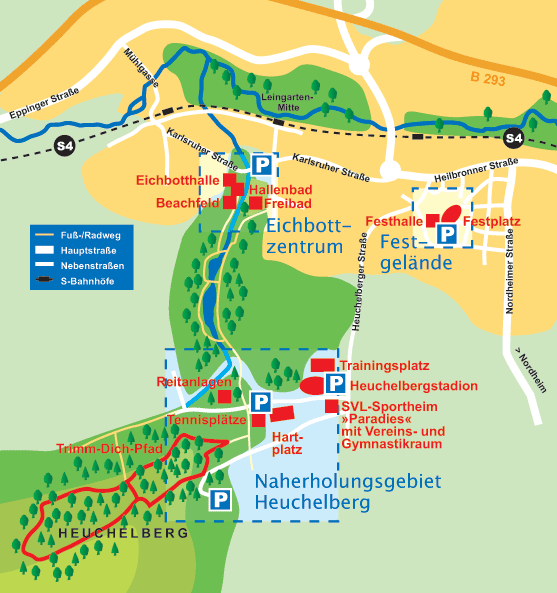 B 293
Mühlgasse
Eppinger Straße
Leingarten-
Mitte
S4
S4
Karlsruher Straße
P
Karlsruher Straße
Heilbronner Straße
Eichbotthalle
Hallenbad
Beachfeld
Freibad
Eichbott-
zentrum
Festhalle
Festplatz
P
Fest-
gelände
Fuß-/Radweg
Hauptstraße
Nebenstraßen
S-Bahnhöfe
Heuchelberger Straße
Nordheimer Straße
> Nordheim
Trainingsplatz
Reitanlagen
P
Heuchelbergstadion
P
SVL-Sportheim
»Paradies«
mit Vereins- und
Gymnastikraum
Tennisplätze
Hart-
platz
Trimm-Dich-Pfad
Naherholungsgebiet
Heuchelberg
P
HEUCHELBERG